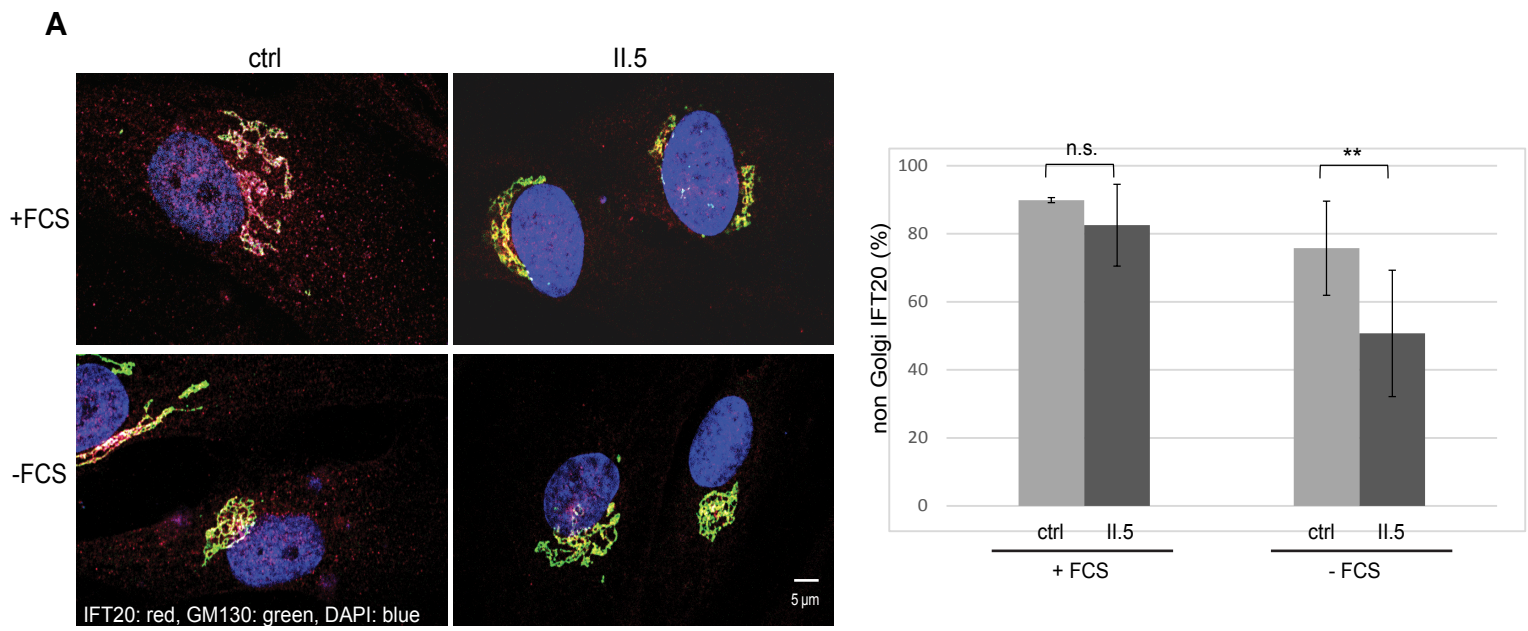 A
ctrl
II.5
+FCS
-FCS
IFT20: red, GM130: green, DAPI: blue
5 µm
non Golgi IFT20 (%)
100
80
60
40
20
0
n.s.
**
ctrl II.5
ctrl II.5
+ FCS
- FCS